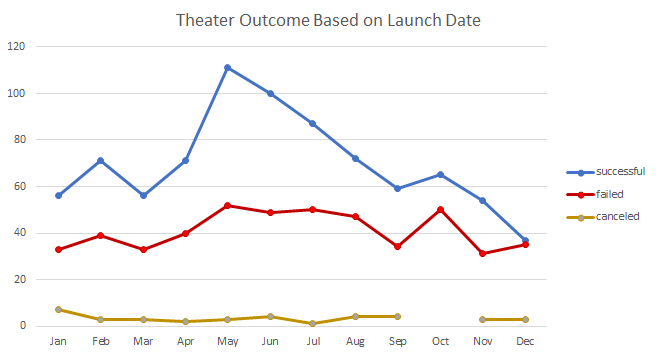 Theater Outcome Based on Launch Date
120
100
80
60
40
20
0
Jan Feb Mar Apr May Jun Jul Aug Sep Oct Nov Dec
successful
failed
canceled